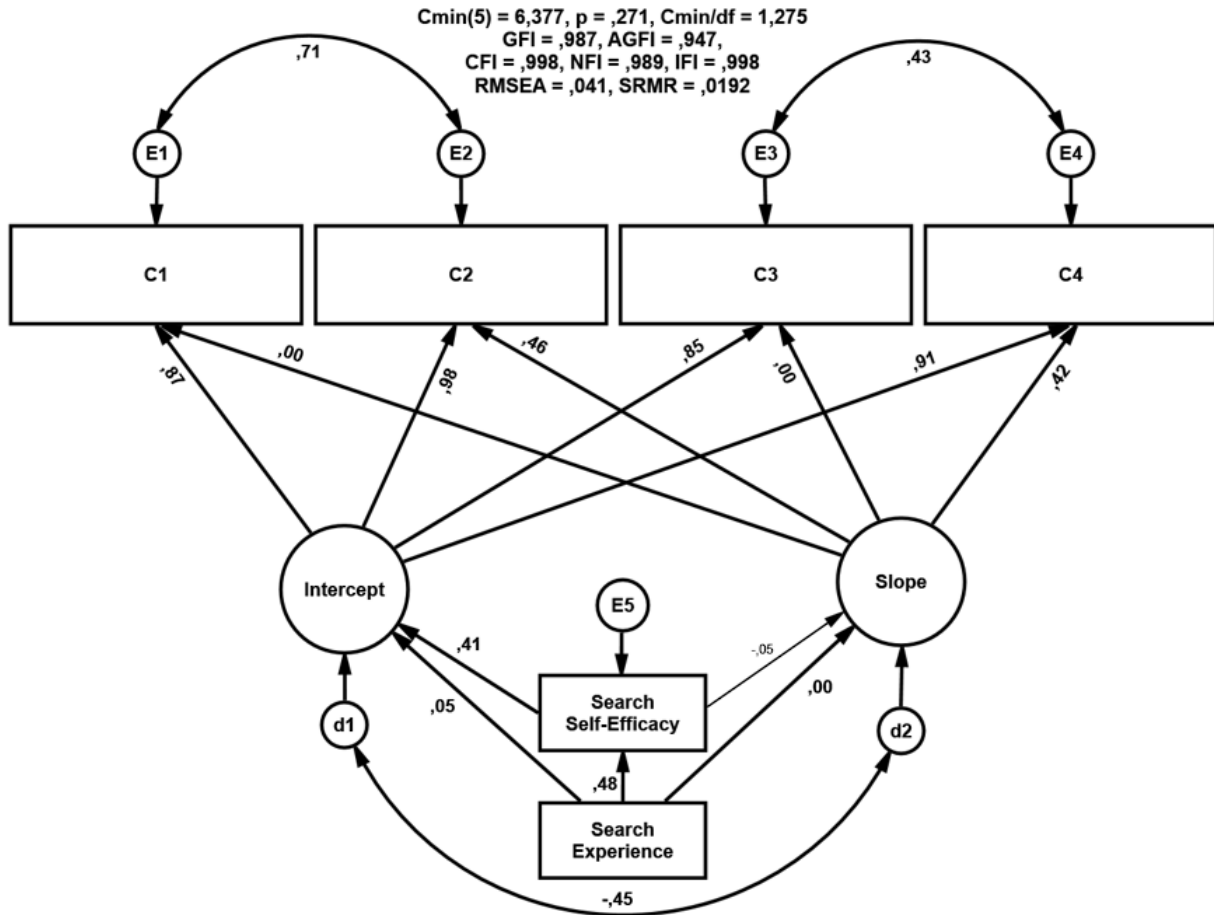 Cmin(5) = 6,377, p = ,271, Cmin/df = 1,275
GFI = ,987, AGFI = ,947,
CFI = ,998, NFI = ,989, IFI = ,998
RMSEA = ,041, SRMR = ,0192
,71
,43
E1
E2
E3
E4
C1
C2
C3
C4
,87
,00
,98
,46
,85
,00
,91
,42
Intercept
Slope
E5
,41
-,05
,05
,00
Search
Self-Efficacy
d1
d2
,48
Search
Experience
-,45